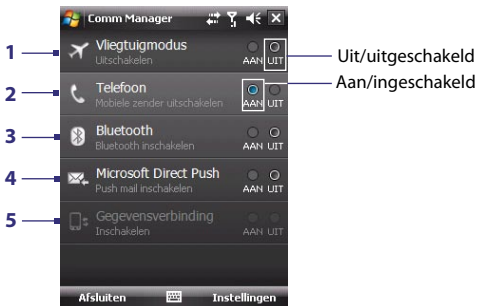 Comm Manager
1 Vliegtuigmodus
Uitschakelen
AAN UIT
Uit/uitgeschakeld
Aan/ingeschakeld
2 Telefoon
Mobiele zender uitschakelen
AAN UIT
3 Bluetooth
Bluetooth inschakelen
AAN UIT
4 Microsoft Direct Push
Push mail inschakelen
AAN UIT
5 Gegevensverbinding
Inschakelen
AAN UIT
Afsluiten Instellingen